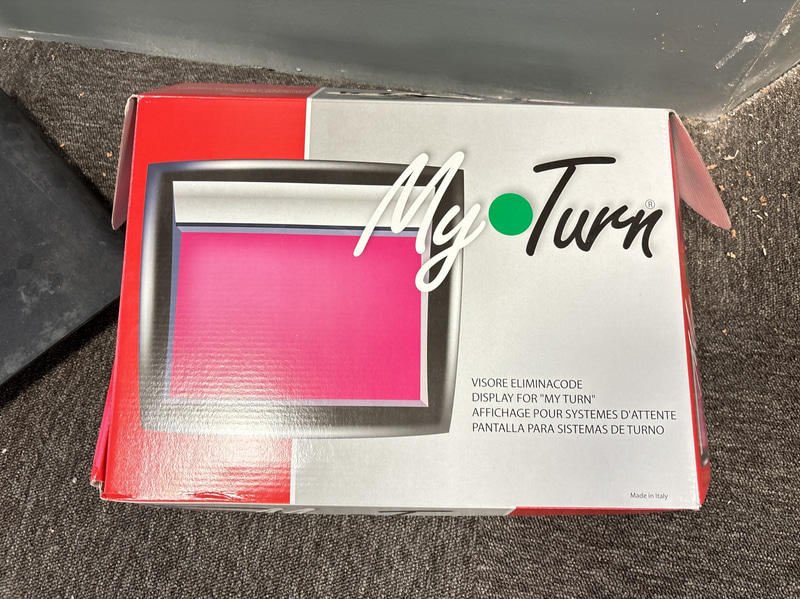 My Turn®
VISORE ELIMINACODE
DISPLAY FOR "MY TURN"
AFFICHAGE POUR SYSTEMES D'ATTENTE
PANTALLA PARA SISTEMAS DE TURNO
Made in Italy